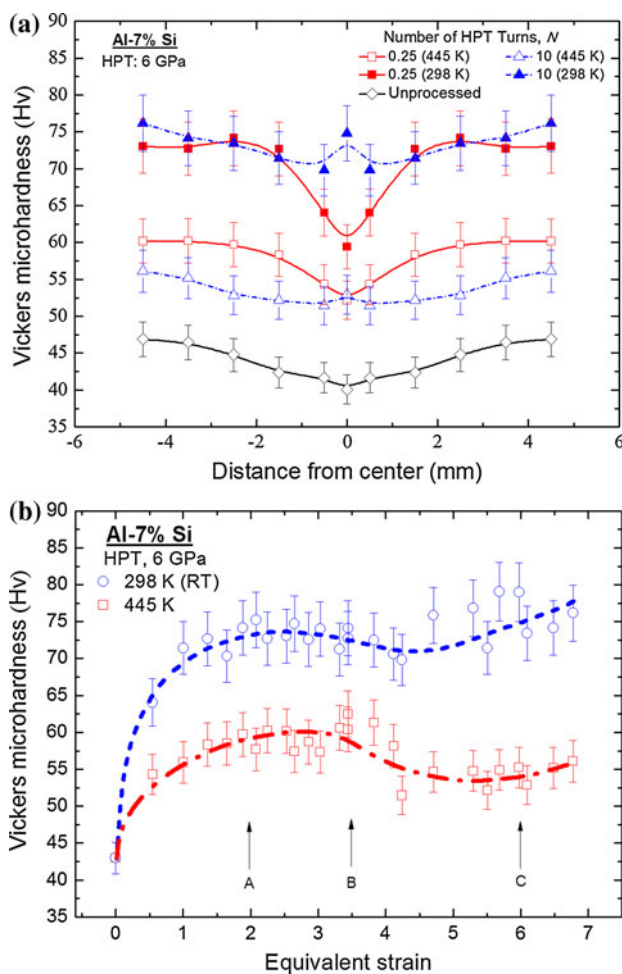 (a)
90
85
80
75
70
65
60
55
50
45
40
35
Vickers microhardness (Hv)
Al-7% Si
HPT: 6 GPa
Number of HPT Turns, N
0.25 (445 K)
10 (445 K)
0.25 (298 K)
10 (298 K)
Unprocessed
-6
-4
-2
0
2
4
6
Distance from center (mm)
(b)
90
85
80
75
70
65
60
55
50
45
40
35
Vickers microhardness (Hv)
Al-7% Si
HPT, 6 GPa
298 K (RT)
445 K
A
B
C
0
1
2
3
4
5
6
7
Equivalent strain